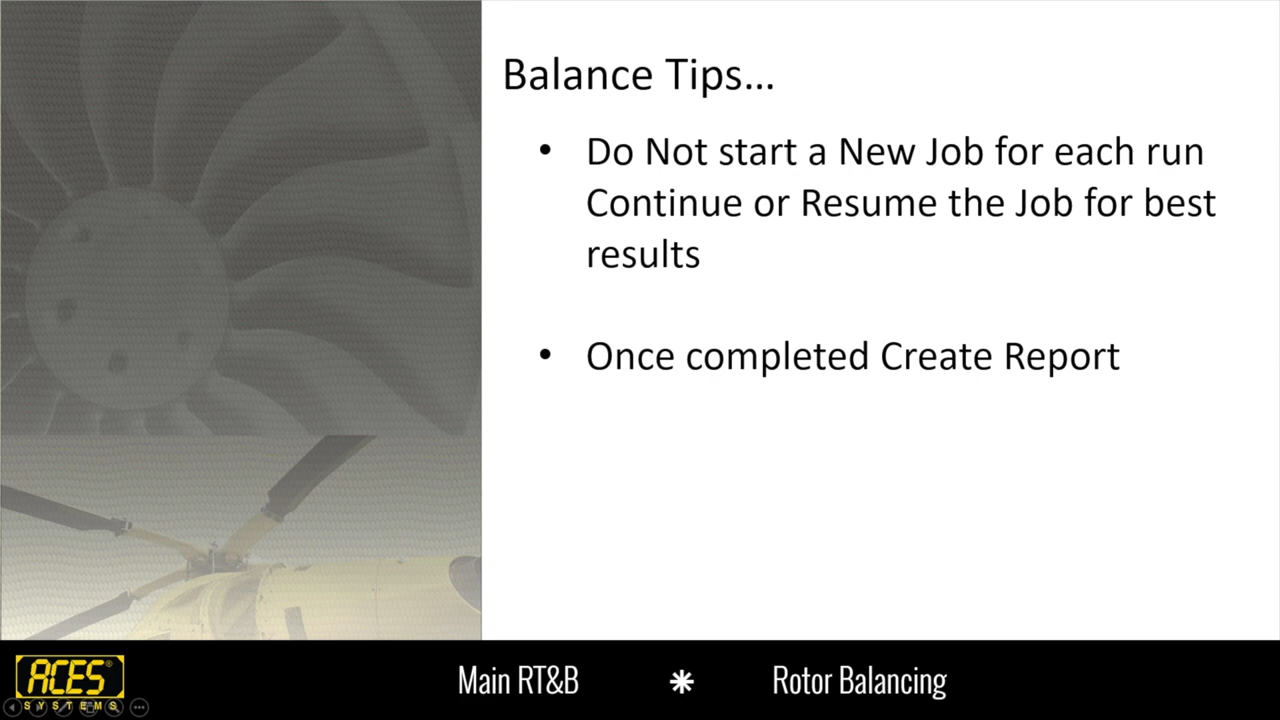 Balance Tips...
• Do Not start a New Job for each run
Continue or Resume the Job for best
results
• Once completed Create Report
ACES®
SYSTEMS
Main RT&B
Rotor Balancing